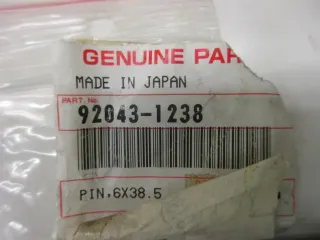 GENUINE PAR
MADE IN JAPAN
PART No.
92043-1238
PIN,6X38.5